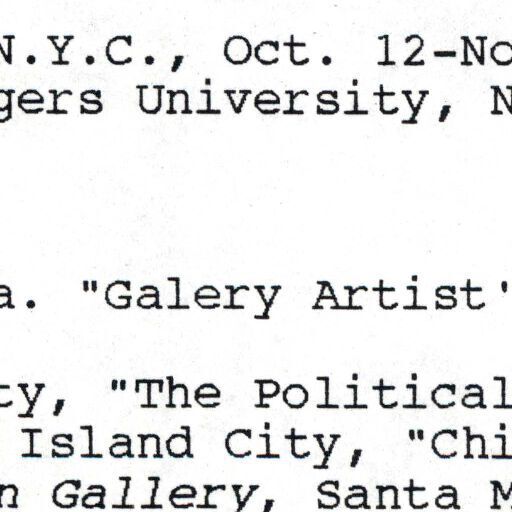 N.Y.C., Oct. 12-No
gers University, N
a. "Galery Artist'
ty, "The Political
Island City, "Chi
n Gallery, Santa M